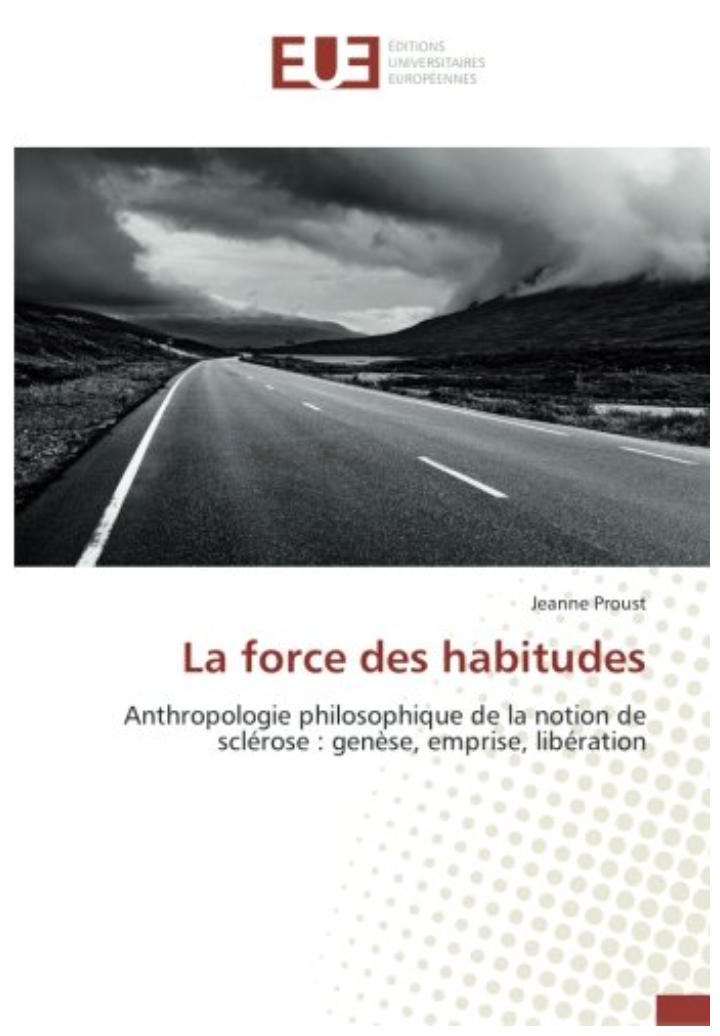 EUE
ÉDITIONS
UNIVERSITAIRES
EUROPÉENNES
Jeanne Proust
La force des habitudes
Anthropologie philosophique de la notion de
sclérose : genèse, emprise, libération